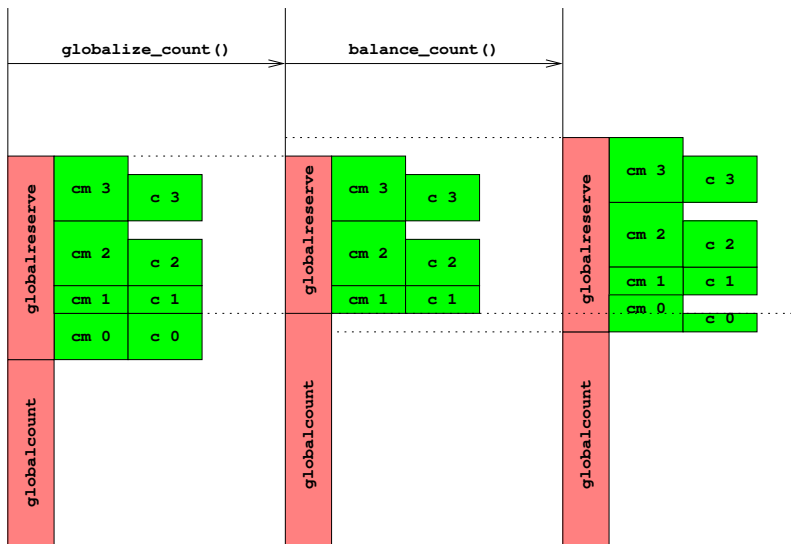 globalize_count()
balance_count()
globalreserve
cm 3
c 3
cm 2
c 2
cm 1
c 1
cm 0
c 0
globalcount
globalreserve
cm 3
c 3
cm 2
c 2
cm 1
c 1
globalcount
globalreserve
cm 3
c 3
cm 2
c 2
cm 1
c 1
cm 0
c 0
globalcount